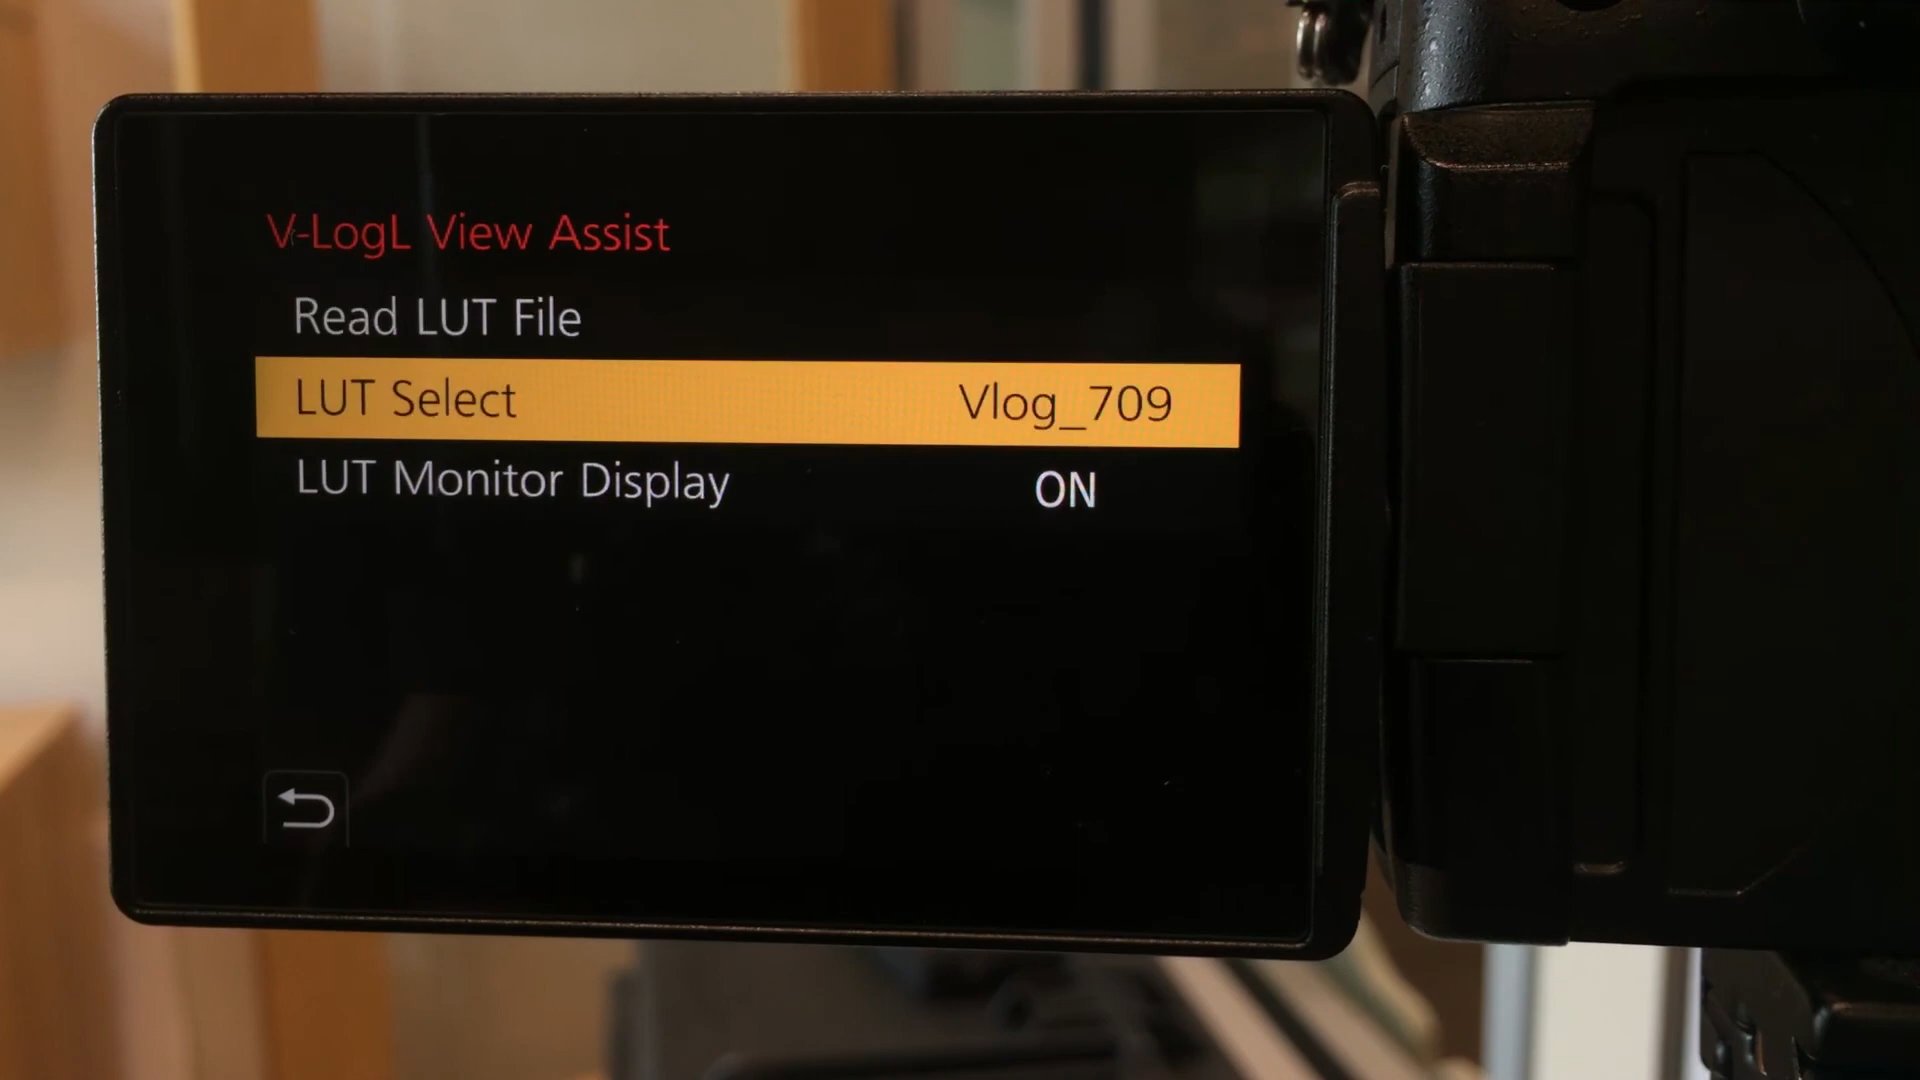 V-LogL View Assist
Read LUT File
LUT Select Vlog_709
LUT Monitor Display ON